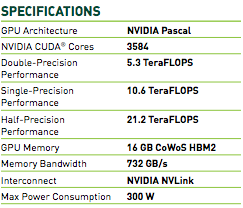 SPECIFICATIONS
GPU Architecture NVIDIA Pascal
NVIDIA CUDA® Cores 3584
Double-Precision 5.3 TeraFLOPS
Performance
Single-Precision 10.6 TeraFLOPS
Performance
Half-Precision 21.2 TeraFLOPS
Performance
GPU Memory 16 GB CoWoS HBM2
Memory Bandwidth 732 GB/s
Interconnect NVIDIA NVLink
Max Power Consumption 300 W